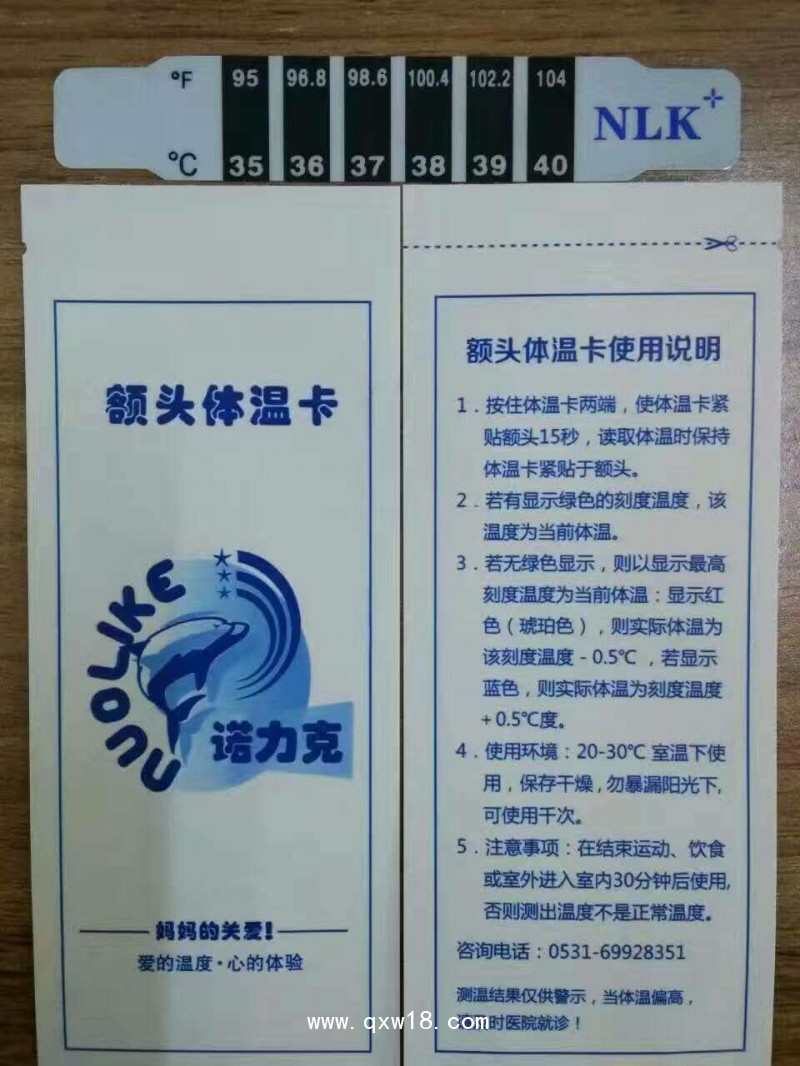 °F 95 96.8 98.6 100.4 102.2 104
NLK+
°C 35 36 37 38 39 40
额头体温卡
NUOLIKE
诺力克
妈妈的关爱!
爱的温度·心的体验
额头体温卡使用说明
1．按住体温卡两端，使体温卡紧
贴额头15秒，读取体温时保持
体温卡紧贴于额头。
2．若有显示绿色的刻度温度，该
温度为当前体温。
3．若无绿色显示，则以显示最高
刻度温度为当前体温：显示红
色（琥珀色），则实际体温为
该刻度温度－0.5℃，若显示
蓝色，则实际体温为刻度温度
+0.5℃度。
4．使用环境：20-30℃ 室温下使
用，保存干燥，勿暴漏阳光下,
可使用千次。
5．注意事项：在结束运动、饮食
或室外进入室内30分钟后使用,
否则测出温度不是正常温度。
咨询电话：0531-69928351
测温结果仅供警示，当体温偏高，
时医院就诊！
www.qxw18.com